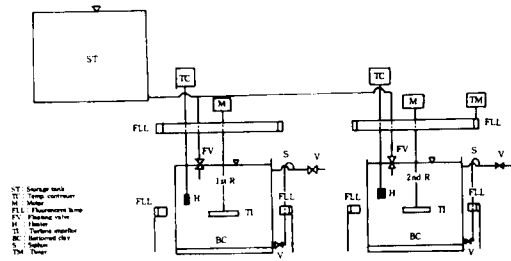 ST
TC
M
FLL
FV
1st R
H
FLL
TI
BC
S
V
FLL
V
TC
M
TM
FLL
FV
2nd R
H
FLL
TI
BC
S
V
FLL
V
ST : Storage tank
TC : Temp controller
M : Motor
FLL : Fluorescent lamp
FV : Floating valve
H : Heater
TI : Turbine impeller
BC : Bottomed clay
S : Siphon
TM : Timer